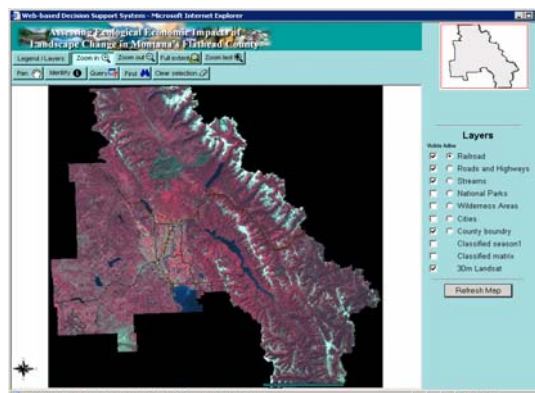 Web-based Decision Support System - Microsoft Internet Explorer
Assessing Ecological Economic Impacts of
Landscape Change in Montana's Flathead County
Legend / Layers Zoom in Zoom out Full extent Zoom last
Pan Identify Query Find Clear selection
Layers
Visible Active
Railroad
Roads and Highways
Streams
National Parks
Wilderness Areas
Cities
County boundry
Classified season1
Classified matrix
30m Landsat
Refresh Map